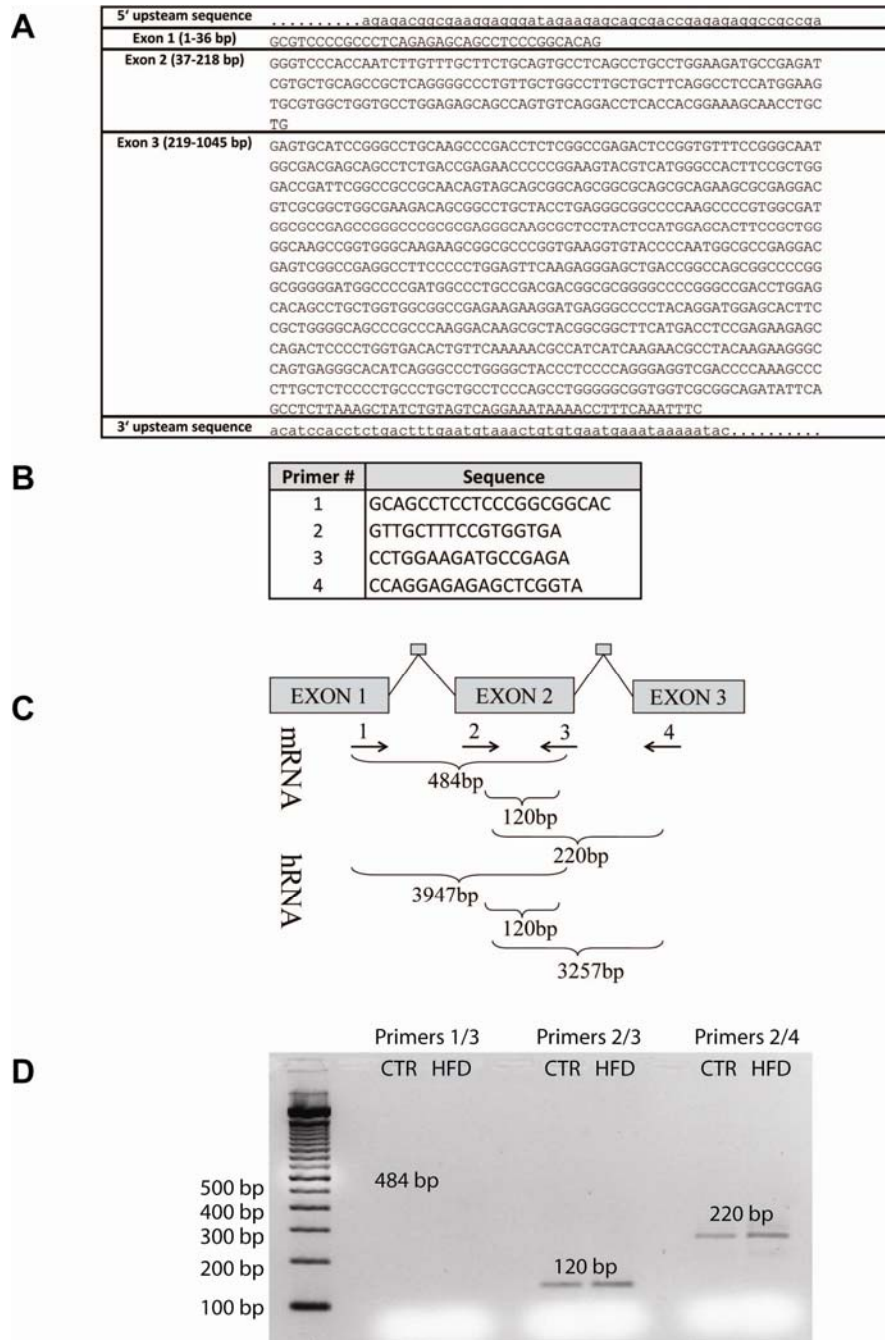 A
5' upsteam sequence ..........agagacggcgaaggagggatagaagagcagcgaccgagagaggccgccga
Exon 1 (1-36 bp) GCGTCCCCGCCCTCAGAGAGCAGCCTCCCGGCACAG
Exon 2 (37-218 bp) GGGTCCCACCAATCTTGTTTGCTTCTGCAGTGCCTCAGCCTGCCTGGAAGATGCCGAGAT
CGTGCTGCAGCCGCTCAGGGGCCCTGTTGCTGGCCTTGCTGCTTCAGGCCTCCATGGAAG
TGCGTGGCTGGTGCCTGGAGAGCAGCCAGTGTCAGGACCTCACCACGGAAAGCAACCTGC
TG
Exon 3 (219-1045 bp) GAGTGCATCCGGGCCTGCAAGCCCGACCTCTCGGCCGAGACTCCGGTGTTTCCGGGCAAT
GGCGACGAGCAGCCTCTGACCGAGAACCCCCGGAAGTACGTCATGGGCCACTTCCGCTGG
GACCGATTCGGCCGCCGCAACAGTAGCAGCGGCAGCGGCGCAGCGCAGAAGCGCGAGGAC
GTCGCGGCTGGCGAAGACAGCGGCCTGCTACCTGAGGGCGGCCCCAAGCCCCGTGGCGAT
GGCGCCGAGCCGGGCCCGCGCGAGGGCAAGCGCTCCTACTCCATGGAGCACTTCCGCTGG
GGCAAGCCGGTGGGCAAGAAGCGGCGCCCGGTGAAGGTGTACCCCAATGGCGCCGAGGAC
GAGTCGGCCGAGGCCTTCCCCCTGGAGTTCAAGAGGGAGCTGACCGGCCAGCGGCCCCGG
GCGGGGGATGGCCCCGATGGCCCTGCCGACGACGGCGCGGGGCCCCGGGCCGACCTGGAG
CACAGCCTGCTGGTGGCGGCCGAGAAGAAGGATGAGGGCCCCTACAGGATGGAGCACTTC
CGCTGGGGCAGCCCGCCCAAGGACAAGCGCTACGGCGGCTTCATGACCTCCGAGAAGAGC
CAGACTCCCCTGGTGACACTGTTCAAAAACGCCATCATCAAGAACGCCTACAAGAAGGGC
CAGTGAGGGCACATCAGGGCCCTGGGGCTACCCTCCCCAGGGAGGTCGACCCCAAAGCCC
CTTGCTCTCCCCTGCCCTGCTGCCTCCCAGCCTGGGGGCGGTGGTCGCGGCAGATATTCA
GCCTCTTAAAGCTATCTGTAGTCAGGAAATAAAACCTTTCAAATTTC
3' upsteam sequence acatccacctctgactttgaatgtaaactgtgtgaatgaaataaaaatac..........
B
Primer # Sequence
1 GCAGCCTCCTCCCGGCGGCAC
2 GTTGCTTTCCGTGGTGA
3 CCTGGAAGATGCCGAGA
4 CCAGGAGAGAGCTCGGTA
C
EXON 1 EXON 2 EXON 3
mRNA
1 2 3 4
484bp
120bp
220bp
hRNA
3947bp
120bp
3257bp
D
Primers 1/3 Primers 2/3 Primers 2/4
CTR HFD CTR HFD CTR HFD
484 bp
500 bp
400 bp
220 bp
300 bp
120 bp
200 bp
100 bp